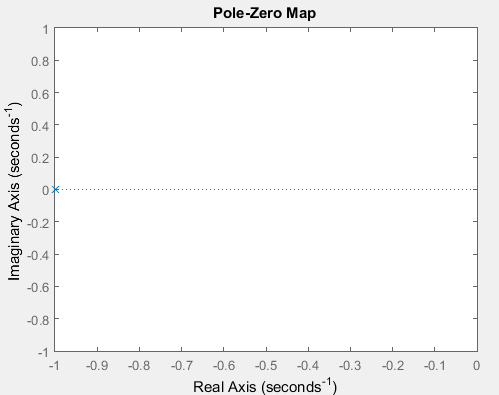 Pole-Zero Map
Imaginary Axis (seconds⁻¹)
1
0.8
0.6
0.4
0.2
0
-0.2
-0.4
-0.6
-0.8
-1
-1 -0.9 -0.8 -0.7 -0.6 -0.5 -0.4 -0.3 -0.2 -0.1 0
Real Axis (seconds⁻¹)